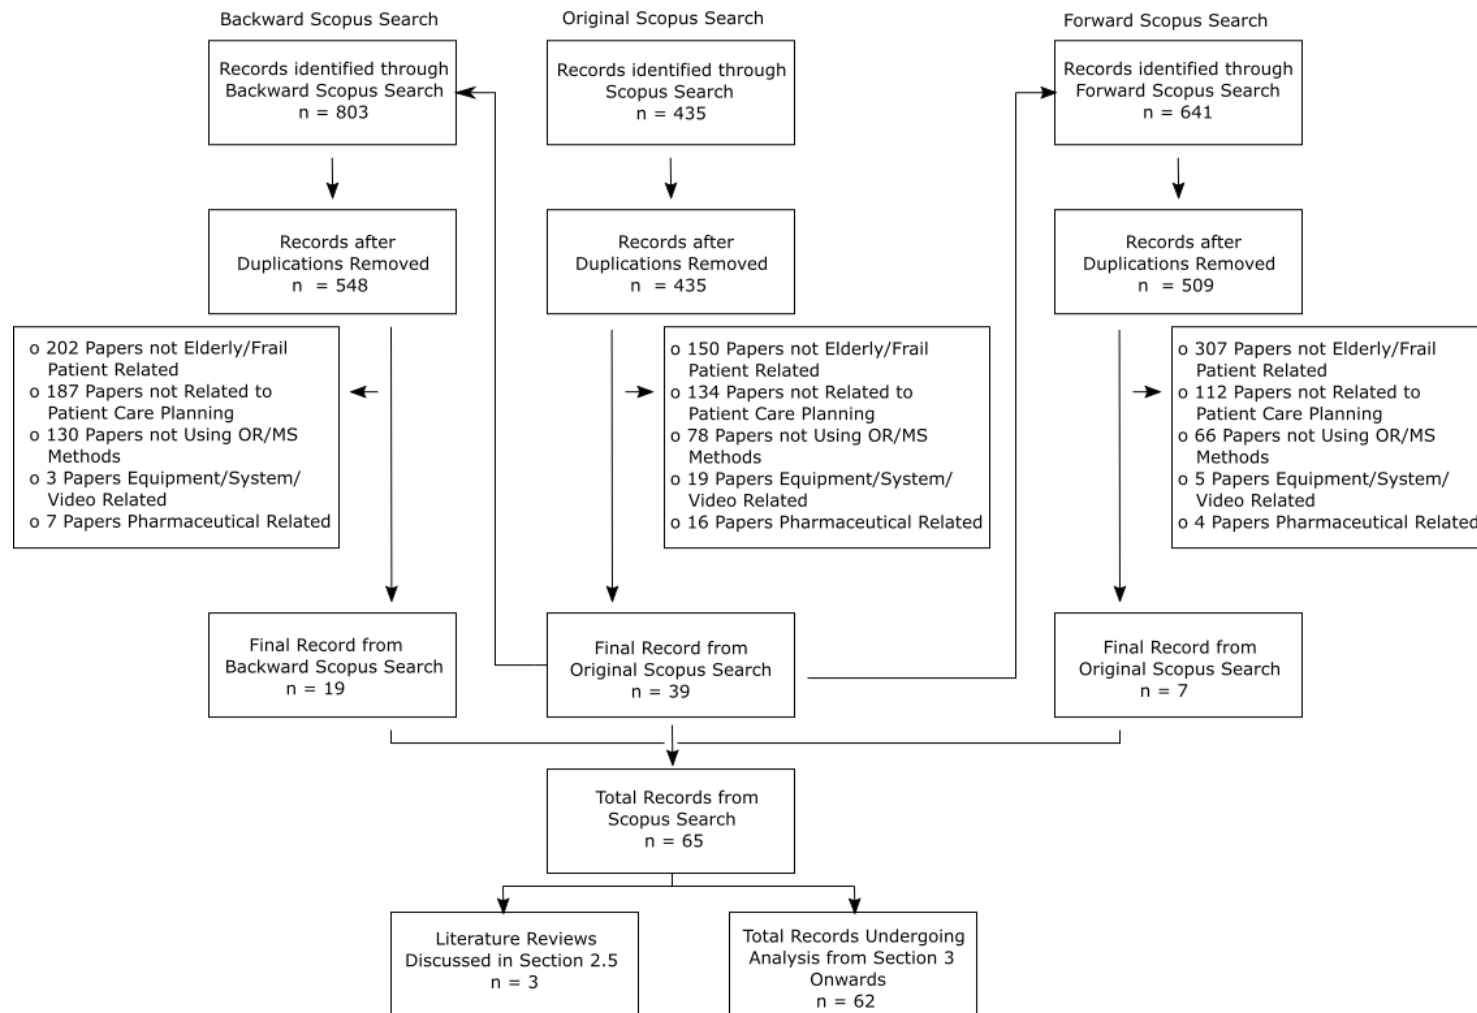 Backward Scopus Search
Records identified through
Backward Scopus Search
n = 803
Records after
Duplications Removed
n = 548
o 202 Papers not Elderly/Frail
Patient Related
o 187 Papers not Related to
Patient Care Planning
o 130 Papers not Using OR/MS
Methods
o 3 Papers Equipment/System/
Video Related
o 7 Papers Pharmaceutical Related
Final Record from
Backward Scopus Search
n = 19
Original Scopus Search
Records identified through
Scopus Search
n = 435
Records after
Duplications Removed
n = 435
o 150 Papers not Elderly/Frail
Patient Related
o 134 Papers not Related to
Patient Care Planning
o 78 Papers not Using OR/MS
Methods
o 19 Papers Equipment/System/
Video Related
o 16 Papers Pharmaceutical Related
Final Record from
Original Scopus Search
n = 39
Forward Scopus Search
Records identified through
Forward Scopus Search
n = 641
Records after
Duplications Removed
n = 509
o 307 Papers not Elderly/Frail
Patient Related
o 112 Papers not Related to
Patient Care Planning
o 66 Papers not Using OR/MS
Methods
o 5 Papers Equipment/System/
Video Related
o 4 Papers Pharmaceutical Related
Final Record from
Original Scopus Search
n = 7
Total Records from
Scopus Search
n = 65
Literature Reviews
Discussed in Section 2.5
n = 3
Total Records Undergoing
Analysis from Section 3
Onwards
n = 62